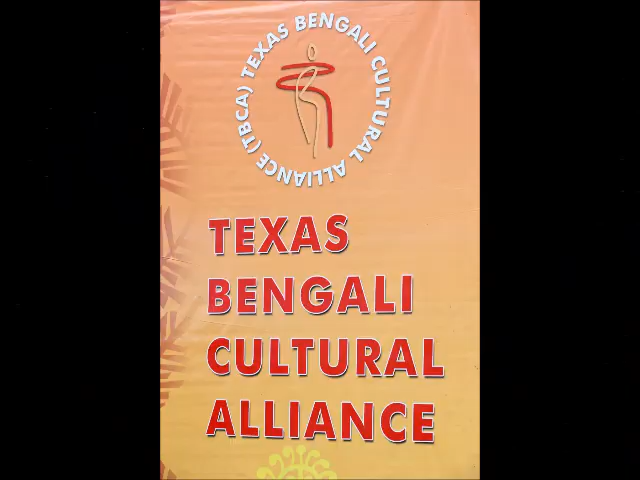 TEXAS BENGALI CULTURAL ALLIANCE (TBCA)
TEXAS
BENGALI
CULTURAL
ALLIANCE